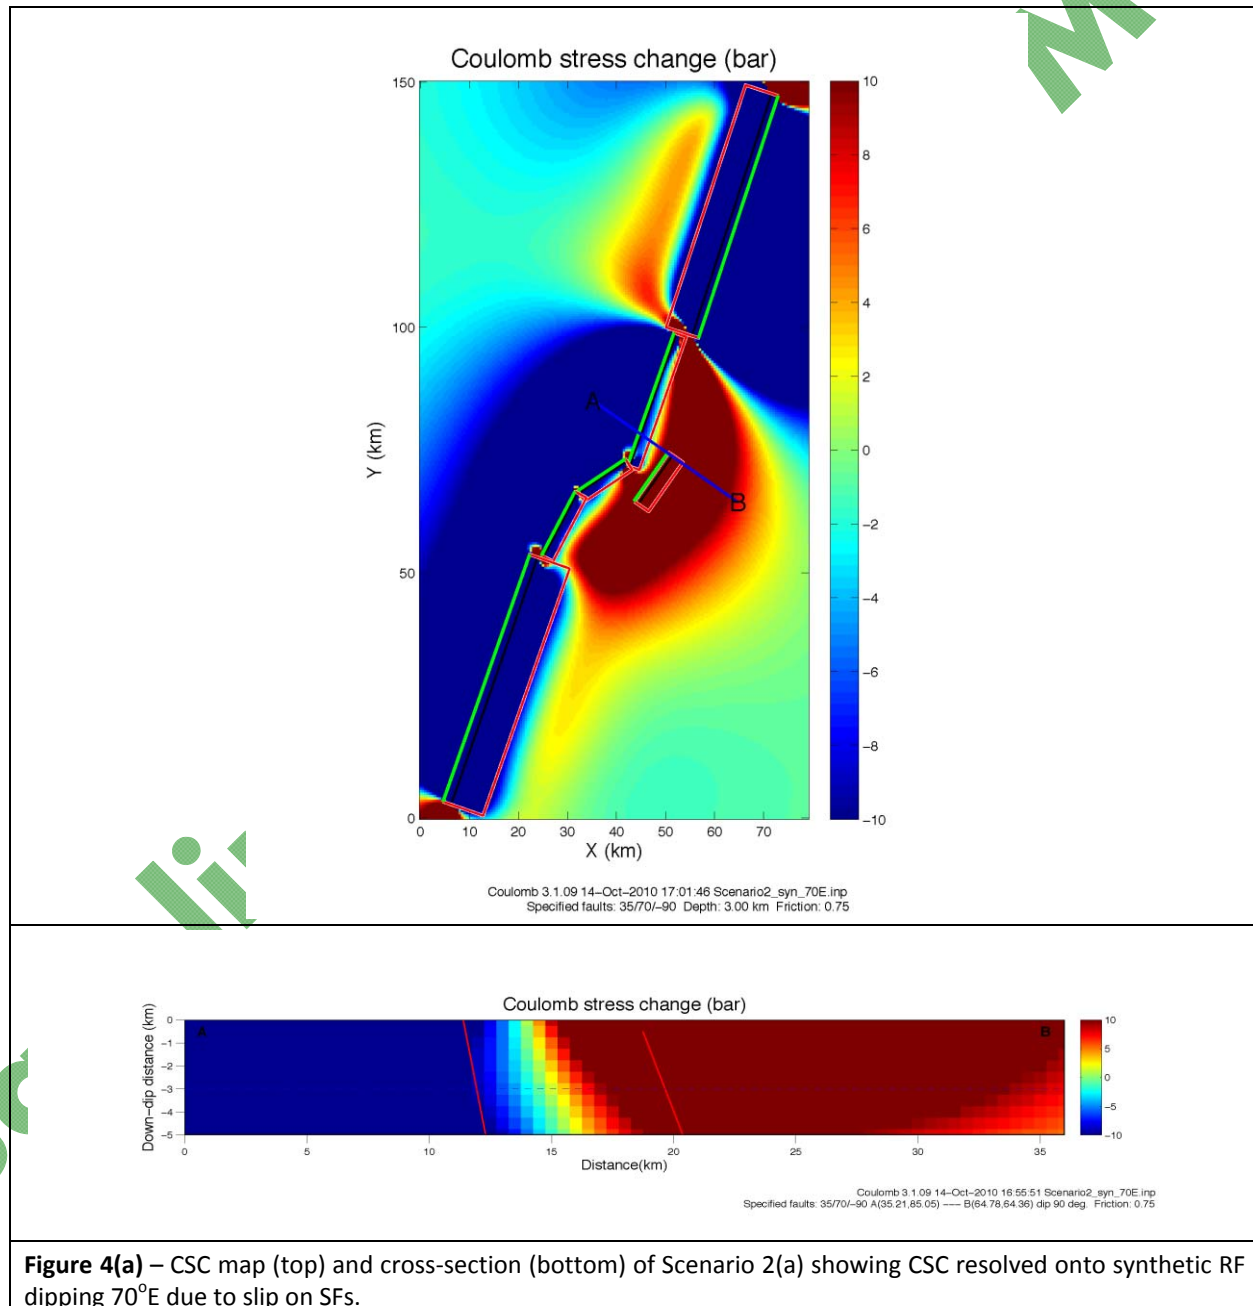 Coulomb stress change (bar)
150
100
50
0
Y (km)
0 10 20 30 40 50 60 70
X (km)
A
B
10
8
6
4
2
0
−2
−4
−6
−8
−10
Coulomb 3.1.09 14−Oct−2010 17:01:46 Scenario2_syn_70E.inp
Specified faults: 35/70/−90 Depth: 3.00 km Friction: 0.75
Coulomb stress change (bar)
Down−dip distance (km)
0
−1
−2
−3
−4
−5
A
B
0 5 10 15 20 25 30 35
Distance(km)
10
5
0
−5
−10
Coulomb 3.1.09 14−Oct−2010 16:55:51 Scenario2_syn_70E.inp
Specified faults: 35/70/−90 A(35.21,85.05) −−− B(64.78,64.36) dip 90 deg. Friction: 0.75
Figure 4(a) – CSC map (top) and cross-section (bottom) of Scenario 2(a) showing CSC resolved onto synthetic RF
dipping 70°E due to slip on SFs.